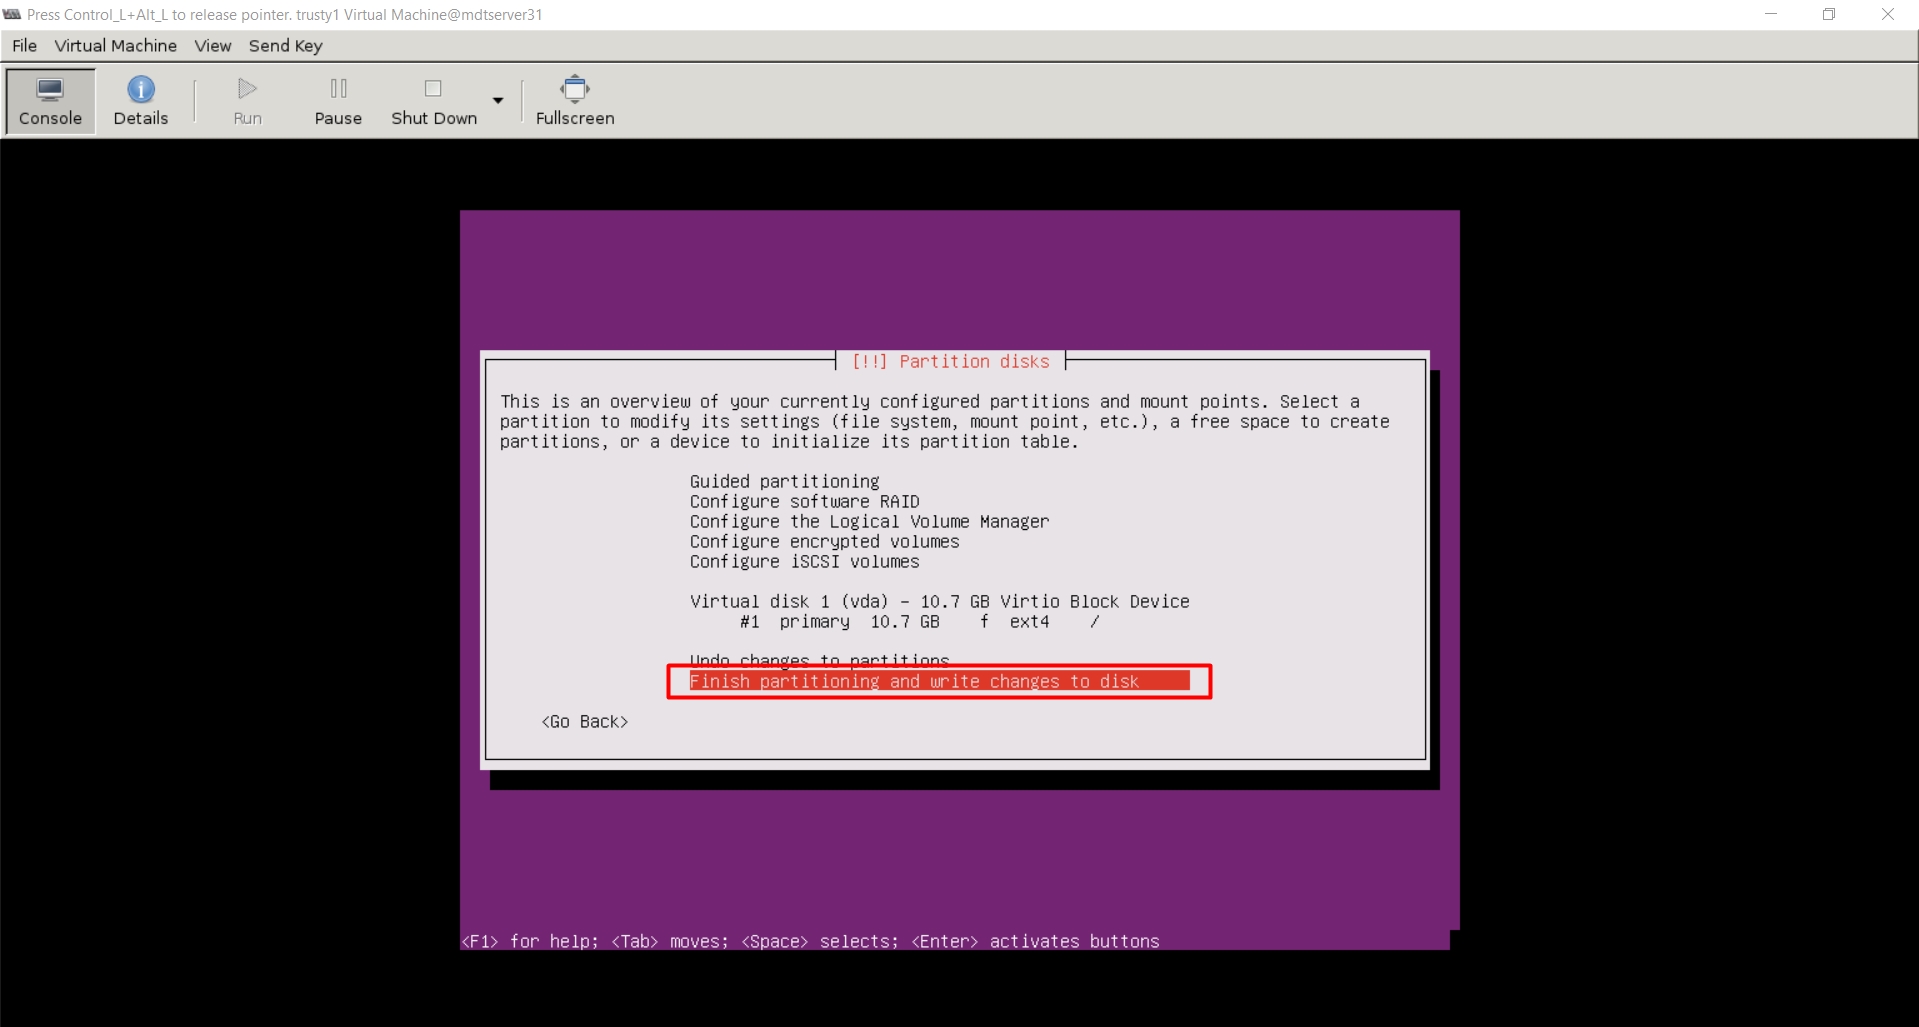 Press Control_L+Alt_L to release pointer. trusty1 Virtual Machine@mdtserver31
File Virtual Machine View Send Key
Console Details Run Pause Shut Down Fullscreen
[!!] Partition disks
This is an overview of your currently configured partitions and mount points. Select a
partition to modify its settings (file system, mount point, etc.), a free space to create
partitions, or a device to initialize its partition table.
Guided partitioning
Configure software RAID
Configure the Logical Volume Manager
Configure encrypted volumes
Configure iSCSI volumes
Virtual disk 1 (vda) - 10.7 GB Virtio Block Device
#1 primary 10.7 GB f ext4 /
Undo changes to partitions
Finish partitioning and write changes to disk
<Go Back>
<F1> for help; <Tab> moves; <Space> selects; <Enter> activates buttons